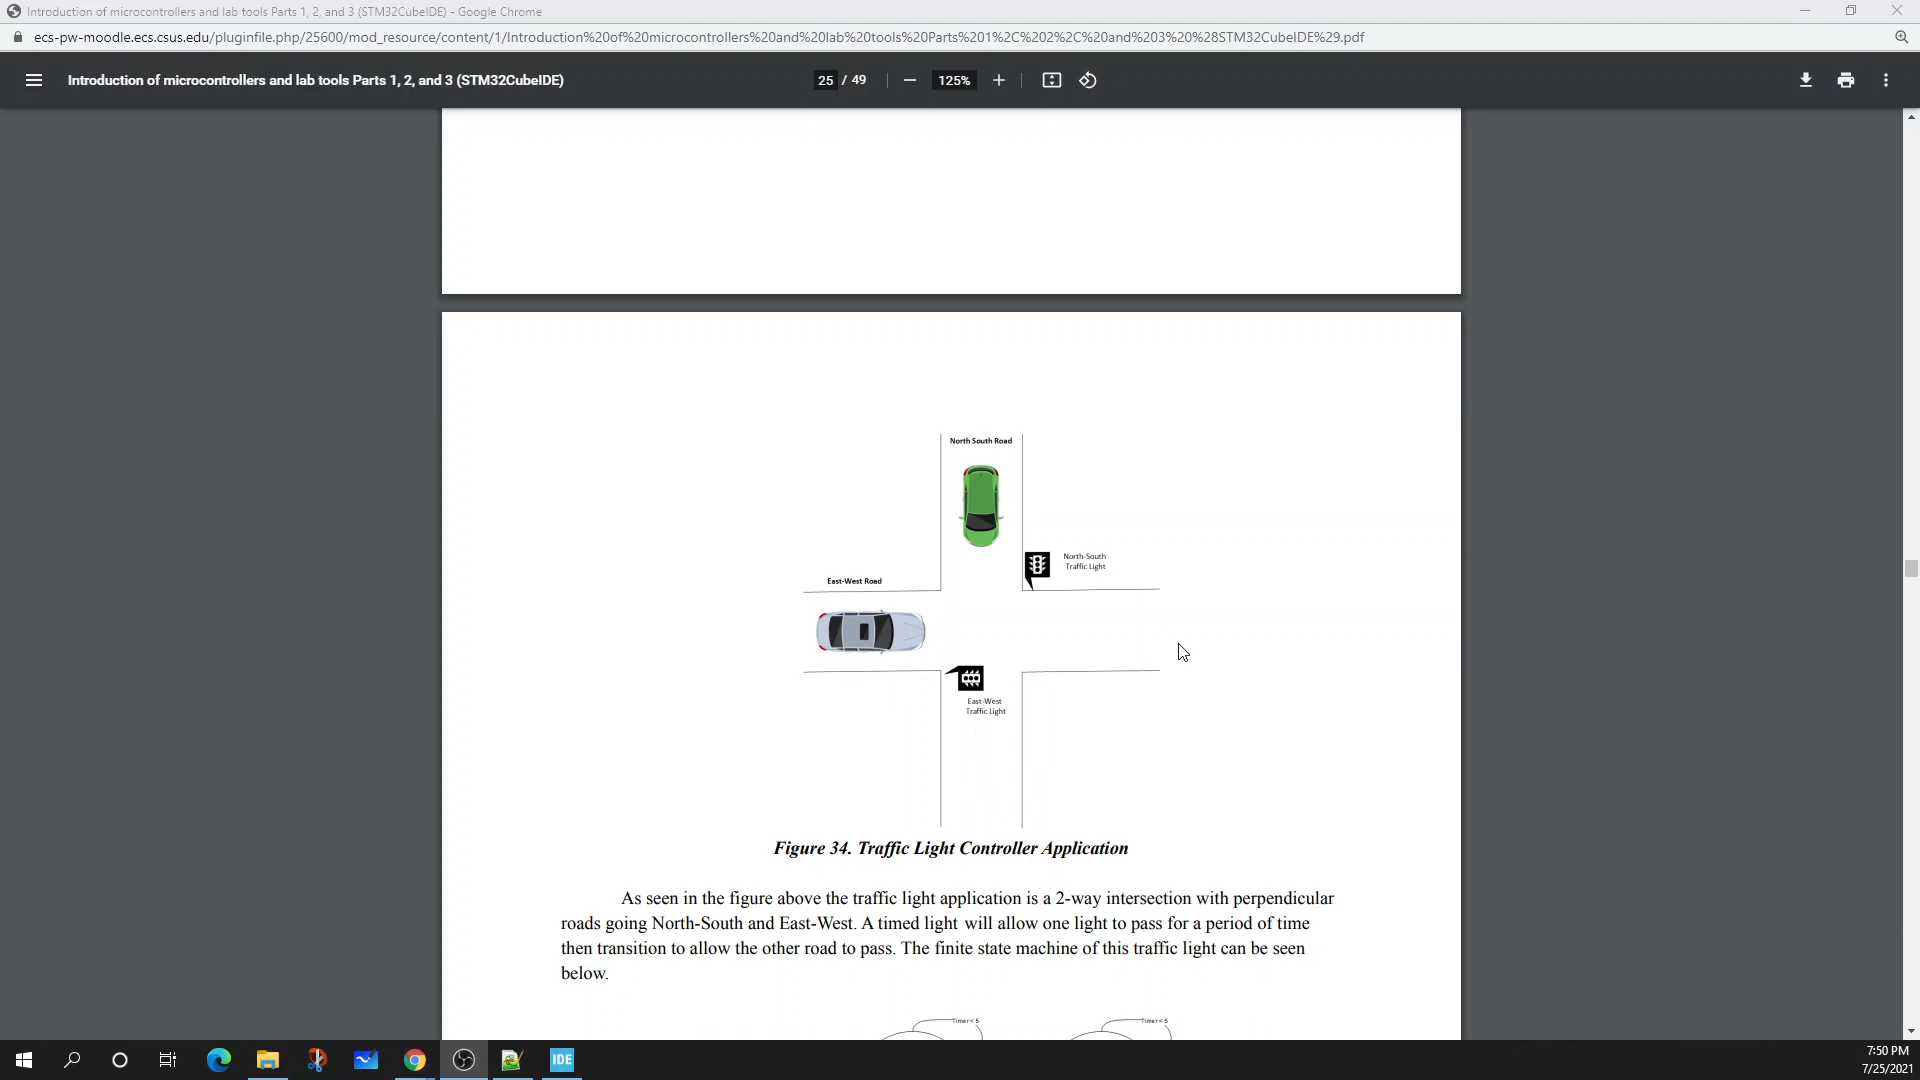 Introduction of microcontrollers and lab tools Parts 1, 2, and 3 (STM32CubeIDE) - Google Chrome
ecs-pw-moodle.ecs.csus.edu/pluginfile.php/25600/mod_resource/content/1/Introduction%20of%20microcontrollers%20and%20lab%20tools%20Parts%201%2C%202%2C%20and%203%20%28STM32CubeIDE%29.pdf
Introduction of microcontrollers and lab tools Parts 1, 2, and 3 (STM32CubeIDE)
25 / 49
125%
North South Road
North-South
Traffic Light
East-West Road
East-West
Traffic Light
Figure 34. Traffic Light Controller Application
As seen in the figure above the traffic light application is a 2-way intersection with perpendicular
roads going North-South and East-West. A timed light will allow one light to pass for a period of time
then transition to allow the other road to pass. The finite state machine of this traffic light can be seen
below.
Timer < 5
Timer < 5
IDE
7:50 PM
7/25/2021